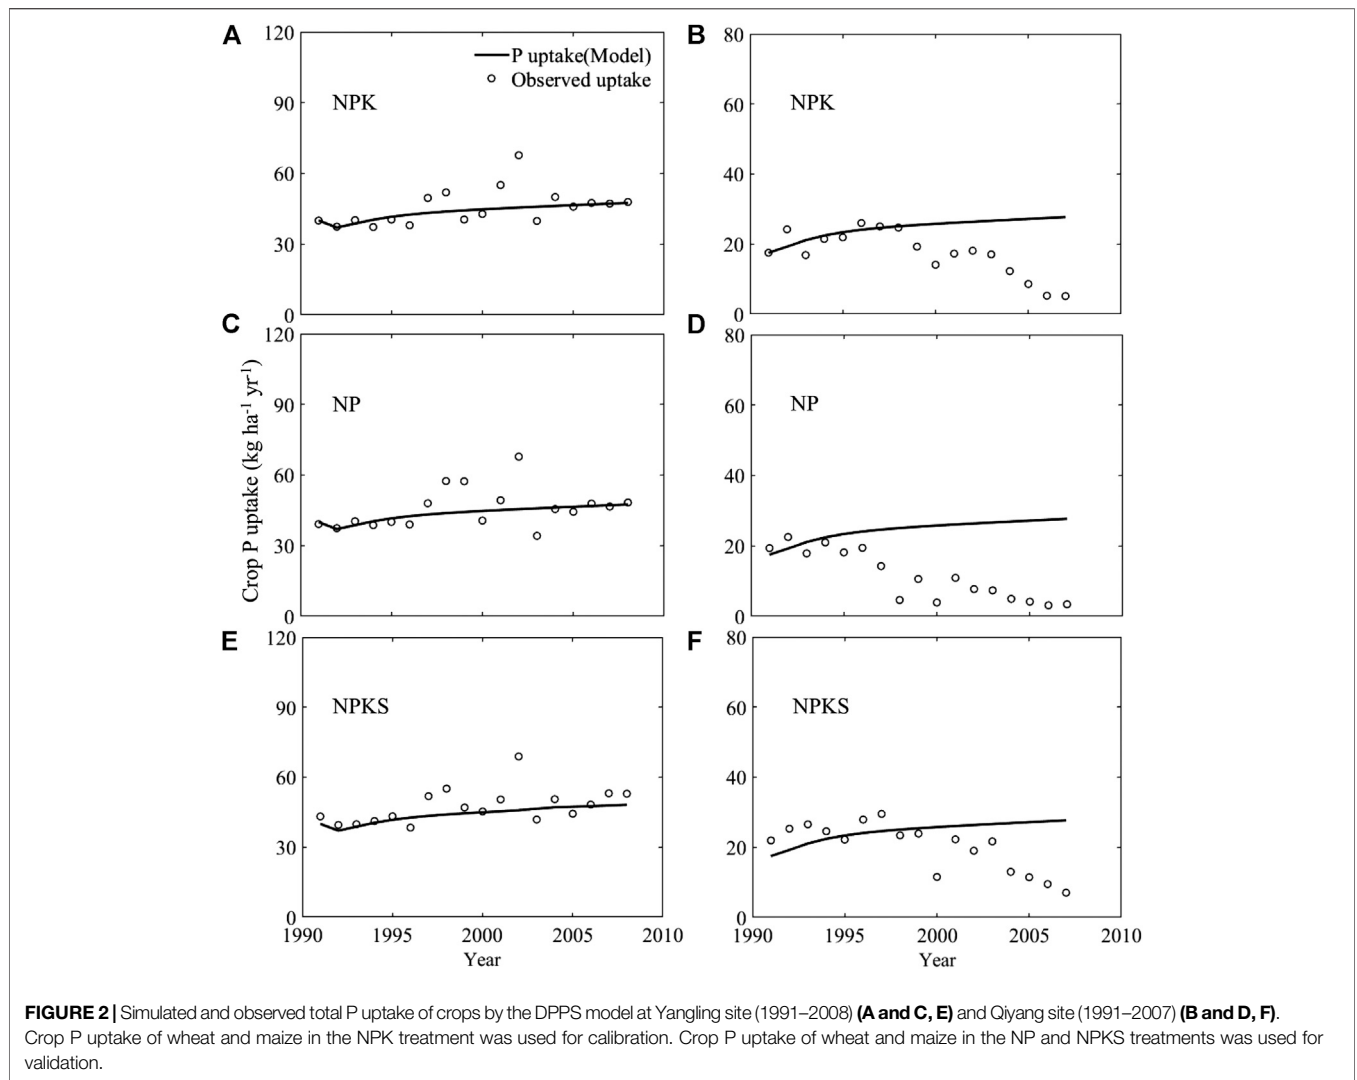 A
B
120
90
60
30
0
P uptake(Model)
Observed uptake
NPK
80
60
40
20
0
NPK
C
D
120
90
60
30
0
NP
80
60
40
20
0
NP
Crop P uptake (kg ha-1 yr-1)
E
F
120
90
60
30
0
NPKS
1990 1995 2000 2005 2010
Year
80
60
40
20
0
NPKS
1990 1995 2000 2005 2010
Year
FIGURE 2 | Simulated and observed total P uptake of crops by the DPPS model at Yangling site (1991–2008) (A and C, E) and Qiyang site (1991–2007) (B and D, F).
Crop P uptake of wheat and maize in the NPK treatment was used for calibration. Crop P uptake of wheat and maize in the NP and NPKS treatments was used for
validation.